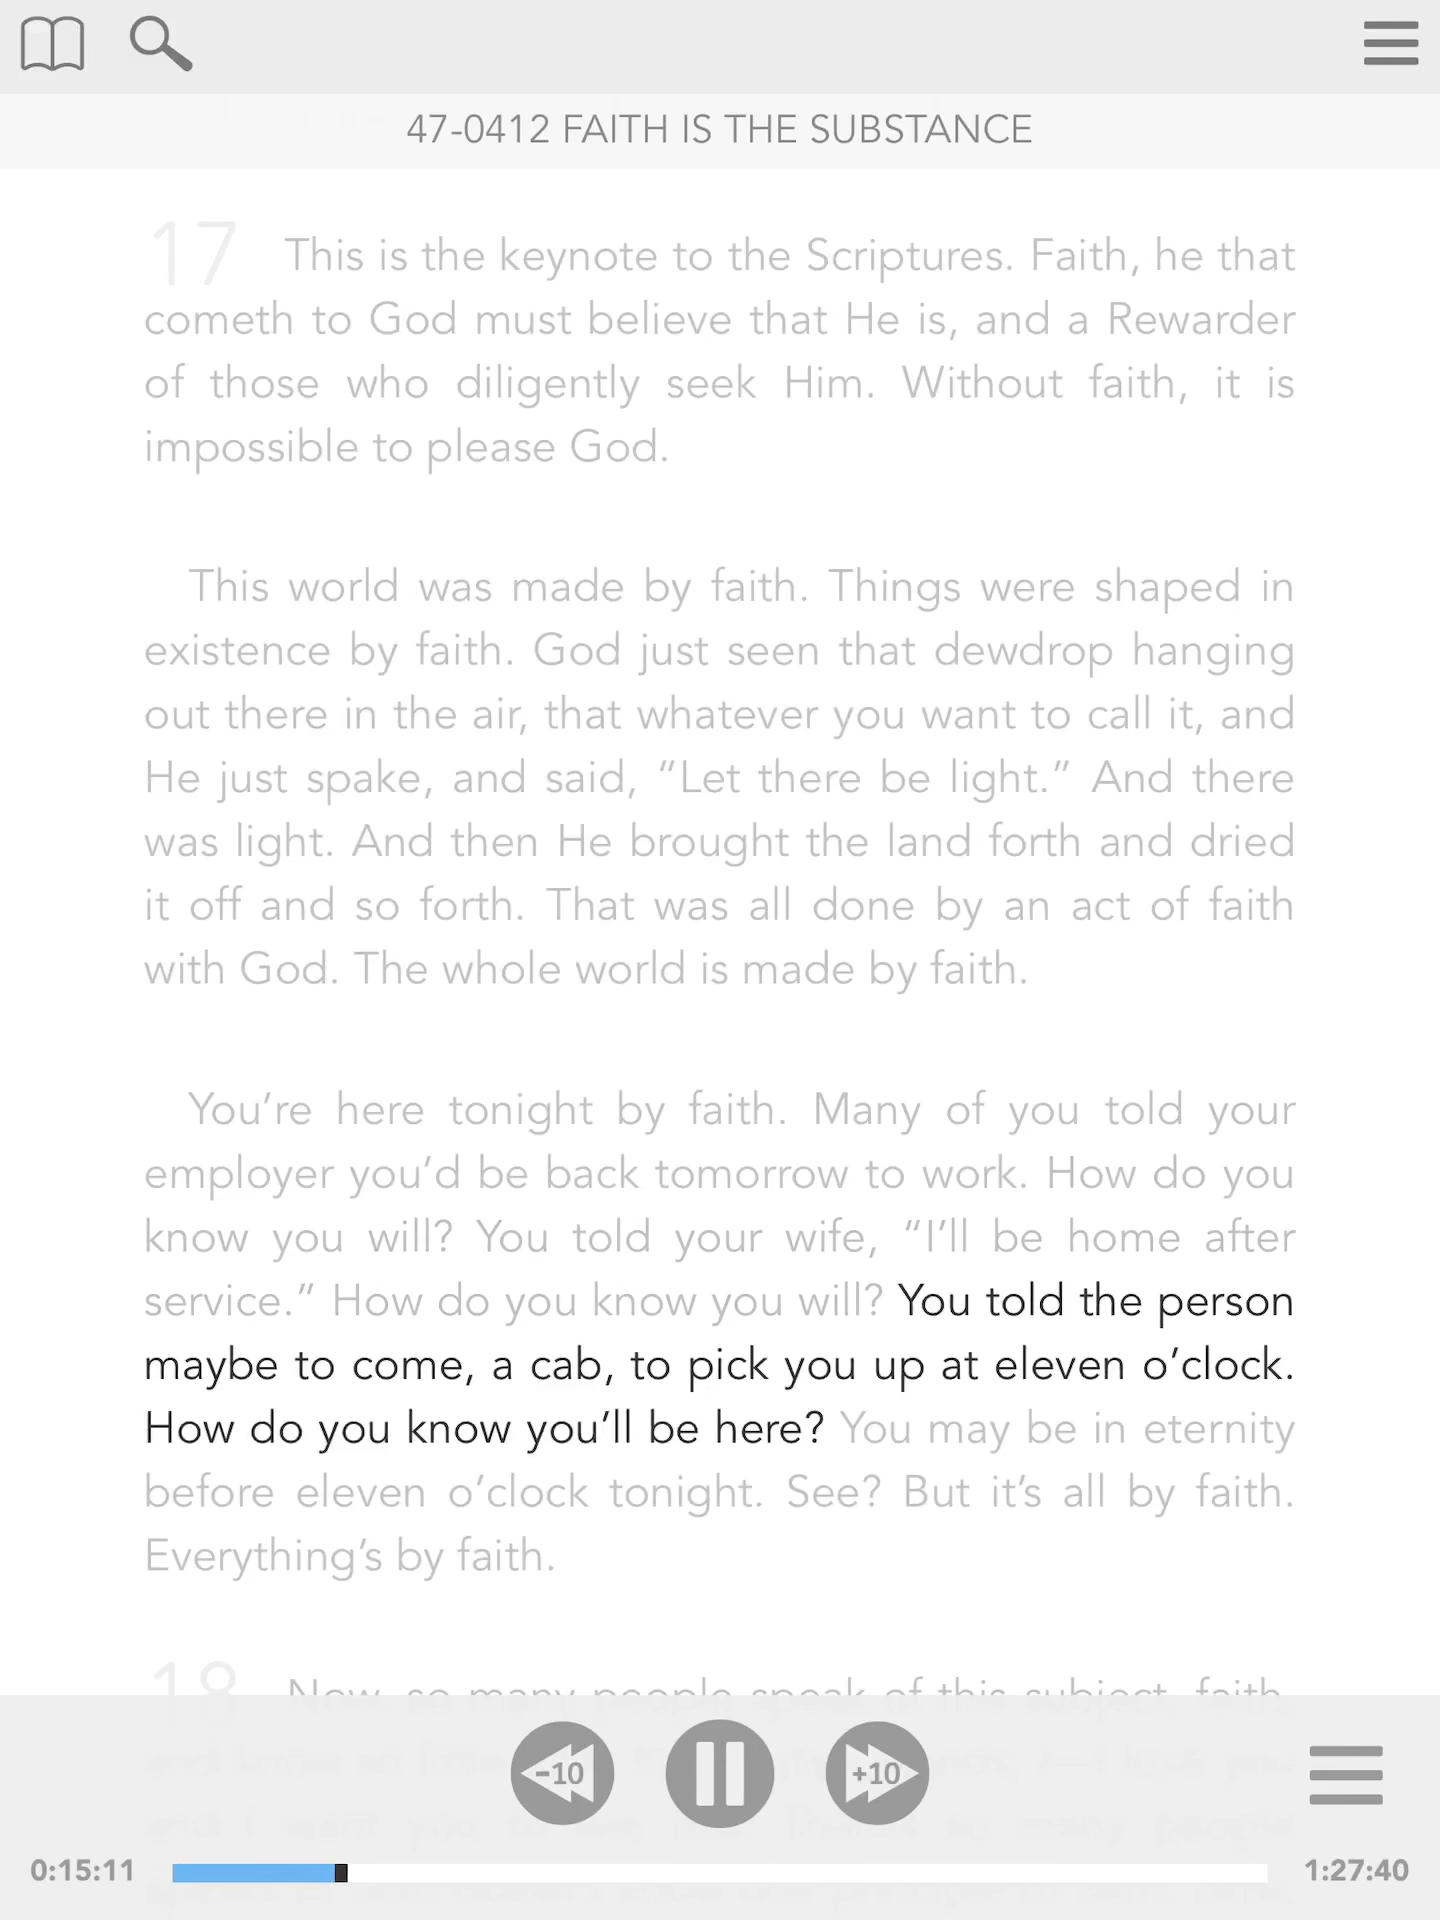 47-0412 FAITH IS THE SUBSTANCE
17 This is the keynote to the Scriptures. Faith, he that
cometh to God must believe that He is, and a Rewarder
of those who diligently seek Him. Without faith, it is
impossible to please God.
This world was made by faith. Things were shaped in
existence by faith. God just seen that dewdrop hanging
out there in the air, that whatever you want to call it, and
He just spake, and said, “Let there be light.” And there
was light. And then He brought the land forth and dried
it off and so forth. That was all done by an act of faith
with God. The whole world is made by faith.
You’re here tonight by faith. Many of you told your
employer you’d be back tomorrow to work. How do you
know you will? You told your wife, “I’ll be home after
service.” How do you know you will? You told the person
maybe to come, a cab, to pick you up at eleven o’clock.
How do you know you’ll be here? You may be in eternity
before eleven o’clock tonight. See? But it’s all by faith.
Everything’s by faith.
18 Now, so many people speak of this subject, faith,
-10 +10
0:15:11 1:27:40